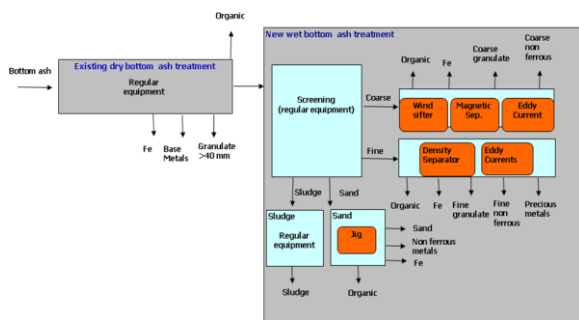 Organic
New wet bottom ash treatment
Bottom ash
Existing dry bottom ash treatment
Regular
equipment
Fe
Base
Metals
Granulate
>40 mm
Screening
(regular equipment)
Coarse
Organic
Fe
Coarse
granulate
Coarse
non
ferrous
Wind
sifter
Magnetic
Sep.
Eddy
Current
Fine
Density
Separator
Eddy
Currents
Organic
Fe
Fine
granulate
Fine
non
ferrous
Precious
metals
Sludge
Sand
Sludge
Regular
equipment
Sludge
Sand
Jig
Sand
Non ferrous
metals
Fe
Organic